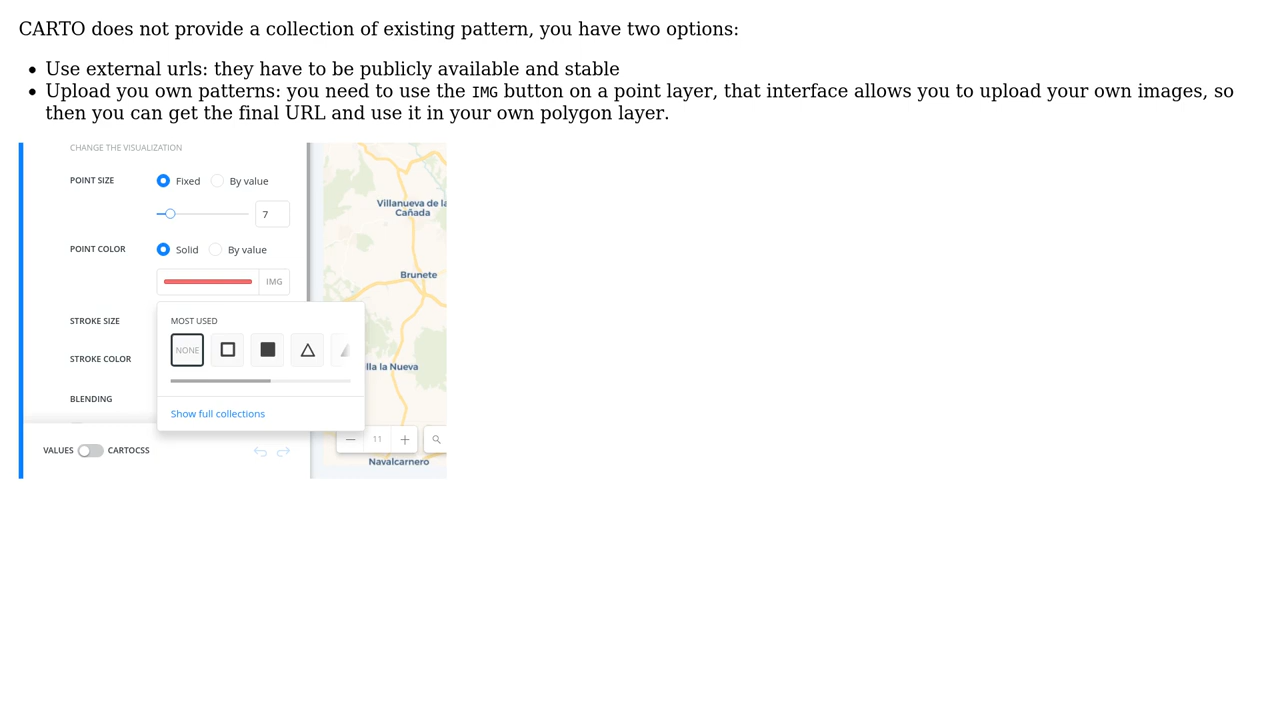 CARTO does not provide a collection of existing pattern, you have two options:
Use external urls: they have to be publicly available and stable
Upload you own patterns: you need to use the IMG button on a point layer, that interface allows you to upload your own images, so
then you can get the final URL and use it in your own polygon layer.
CHANGE THE VISUALIZATION
POINT SIZE
Fixed
By value
7
POINT COLOR
Solid
By value
IMG
STROKE SIZE
STROKE COLOR
BLENDING
MOST USED
NONE
Show full collections
VALUES
CARTOCSS
Villanueva de la
Cañada
Brunete
lla la Nueva
11
Navalcarnero